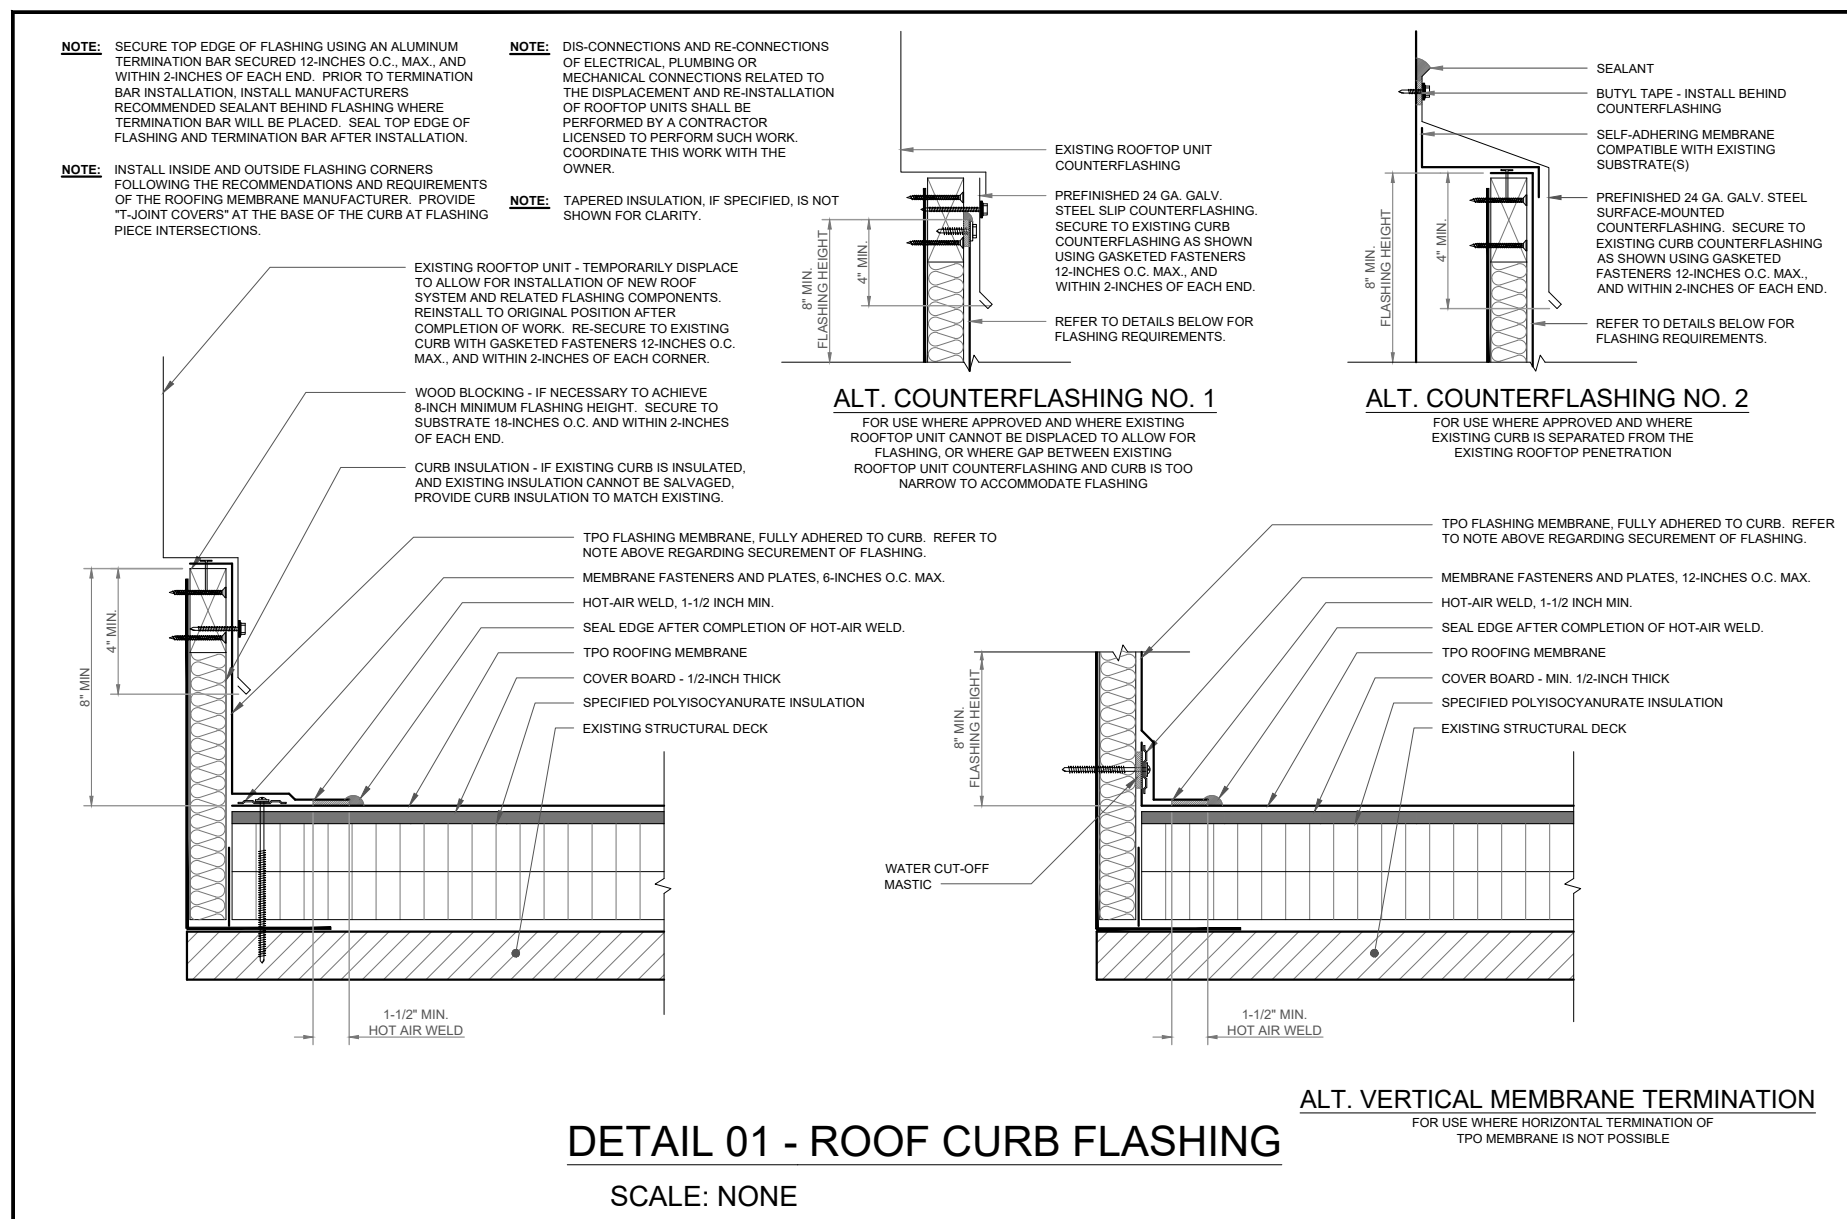 NOTE: SECURE TOP EDGE OF FLASHING USING AN ALUMINUM
TERMINATION BAR SECURED 12-INCHES O.C., MAX., AND
WITHIN 2-INCHES OF EACH END. PRIOR TO TERMINATION
BAR INSTALLATION, INSTALL MANUFACTURERS
RECOMMENDED SEALANT BEHIND FLASHING WHERE
TERMINATION BAR WILL BE PLACED. SEAL TOP EDGE OF
FLASHING AND TERMINATION BAR AFTER INSTALLATION.
NOTE: INSTALL INSIDE AND OUTSIDE FLASHING CORNERS
FOLLOWING THE RECOMMENDATIONS AND REQUIREMENTS
OF THE ROOFING MEMBRANE MANUFACTURER. PROVIDE
"T-JOINT COVERS" AT THE BASE OF THE CURB AT FLASHING
PIECE INTERSECTIONS.
NOTE: DIS-CONNECTIONS AND RE-CONNECTIONS
OF ELECTRICAL, PLUMBING OR
MECHANICAL CONNECTIONS RELATED TO
THE DISPLACEMENT AND RE-INSTALLATION
OF ROOFTOP UNITS SHALL BE
PERFORMED BY A CONTRACTOR
LICENSED TO PERFORM SUCH WORK.
COORDINATE THIS WORK WITH THE
OWNER.
NOTE: TAPERED INSULATION, IF SPECIFIED, IS NOT
SHOWN FOR CLARITY.
EXISTING ROOFTOP UNIT
COUNTERFLASHING
PREFINISHED 24 GA. GALV.
STEEL SLIP COUNTERFLASHING.
SECURE TO EXISTING CURB
COUNTERFLASHING AS SHOWN
USING GASKETED FASTENERS
12-INCHES O.C. MAX., AND
WITHIN 2-INCHES OF EACH END.
REFER TO DETAILS BELOW FOR
FLASHING REQUIREMENTS.
8" MIN.
FLASHING HEIGHT
4" MIN.
ALT. COUNTERFLASHING NO. 1
FOR USE WHERE APPROVED AND WHERE EXISTING
ROOFTOP UNIT CANNOT BE DISPLACED TO ALLOW FOR
FLASHING, OR WHERE GAP BETWEEN EXISTING
ROOFTOP UNIT COUNTERFLASHING AND CURB IS TOO
NARROW TO ACCOMMODATE FLASHING
SEALANT
BUTYL TAPE - INSTALL BEHIND
COUNTERFLASHING
SELF-ADHERING MEMBRANE
COMPATIBLE WITH EXISTING
SUBSTRATE(S)
PREFINISHED 24 GA. GALV. STEEL
SURFACE-MOUNTED
COUNTERFLASHING. SECURE TO
EXISTING CURB COUNTERFLASHING
AS SHOWN USING GASKETED
FASTENERS 12-INCHES O.C. MAX.,
AND WITHIN 2-INCHES OF EACH END.
REFER TO DETAILS BELOW FOR
FLASHING REQUIREMENTS.
8" MIN.
FLASHING HEIGHT
4" MIN.
ALT. COUNTERFLASHING NO. 2
FOR USE WHERE APPROVED AND WHERE
EXISTING CURB IS SEPARATED FROM THE
EXISTING ROOFTOP PENETRATION
EXISTING ROOFTOP UNIT - TEMPORARILY DISPLACE
TO ALLOW FOR INSTALLATION OF NEW ROOF
SYSTEM AND RELATED FLASHING COMPONENTS.
REINSTALL TO ORIGINAL POSITION AFTER
COMPLETION OF WORK. RE-SECURE TO EXISTING
CURB WITH GASKETED FASTENERS 12-INCHES O.C.
MAX., AND WITHIN 2-INCHES OF EACH CORNER.
WOOD BLOCKING - IF NECESSARY TO ACHIEVE
8-INCH MINIMUM FLASHING HEIGHT. SECURE TO
SUBSTRATE 18-INCHES O.C. AND WITHIN 2-INCHES
OF EACH END.
CURB INSULATION - IF EXISTING CURB IS INSULATED,
AND EXISTING INSULATION CANNOT BE SALVAGED,
PROVIDE CURB INSULATION TO MATCH EXISTING.
TPO FLASHING MEMBRANE, FULLY ADHERED TO CURB. REFER TO
NOTE ABOVE REGARDING SECUREMENT OF FLASHING.
MEMBRANE FASTENERS AND PLATES, 6-INCHES O.C. MAX.
HOT-AIR WELD, 1-1/2 INCH MIN.
SEAL EDGE AFTER COMPLETION OF HOT-AIR WELD.
TPO ROOFING MEMBRANE
COVER BOARD - 1/2-INCH THICK
SPECIFIED POLYISOCYANURATE INSULATION
EXISTING STRUCTURAL DECK
8" MIN
4" MIN.
1-1/2" MIN.
HOT AIR WELD
TPO FLASHING MEMBRANE, FULLY ADHERED TO CURB. REFER
TO NOTE ABOVE REGARDING SECUREMENT OF FLASHING.
MEMBRANE FASTENERS AND PLATES, 12-INCHES O.C. MAX.
HOT-AIR WELD, 1-1/2 INCH MIN.
SEAL EDGE AFTER COMPLETION OF HOT-AIR WELD.
TPO ROOFING MEMBRANE
COVER BOARD - MIN. 1/2-INCH THICK
SPECIFIED POLYISOCYANURATE INSULATION
EXISTING STRUCTURAL DECK
8" MIN.
FLASHING HEIGHT
WATER CUT-OFF
MASTIC
1-1/2" MIN.
HOT AIR WELD
ALT. VERTICAL MEMBRANE TERMINATION
FOR USE WHERE HORIZONTAL TERMINATION OF
TPO MEMBRANE IS NOT POSSIBLE
DETAIL 01 - ROOF CURB FLASHING
SCALE: NONE